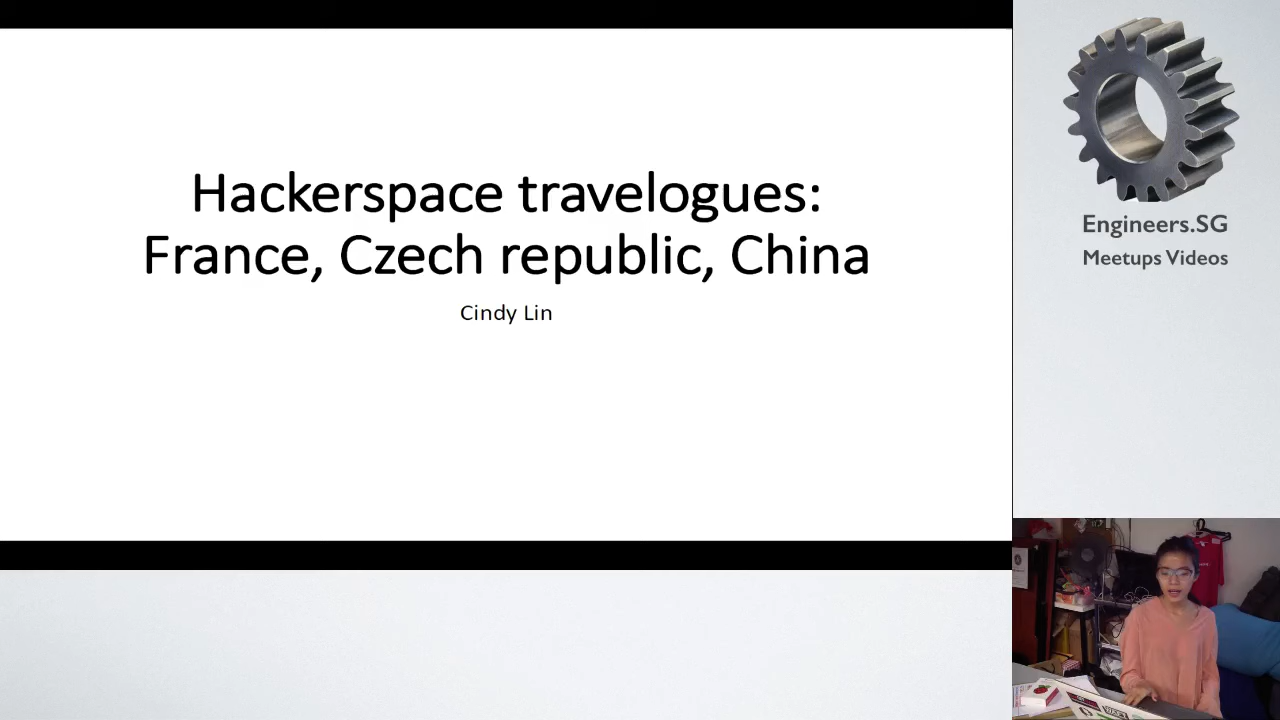 Hackerspace travelogues:
France, Czech republic, China
Cindy Lin
Engineers.SG
Meetups Videos